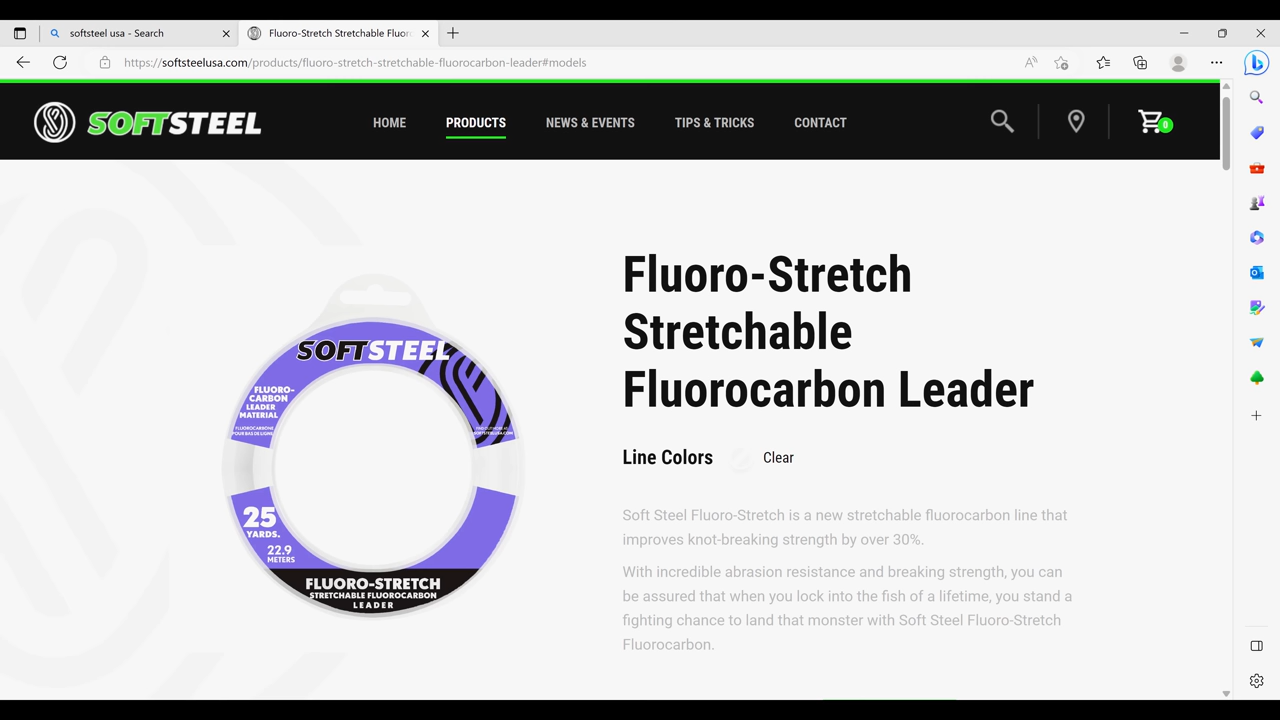 softsteel usa - Search
Fluoro-Stretch Stretchable Fluor
https://softsteelusa.com/products/fluoro-stretch-stretchable-fluorocarbon-leader#models
SOFTSTEEL
HOME
PRODUCTS
NEWS & EVENTS
TIPS & TRICKS
CONTACT
0
Fluoro-Stretch
Stretchable
Fluorocarbon Leader
Line Colors
Clear
Soft Steel Fluoro-Stretch is a new stretchable fluorocarbon line that
improves knot-breaking strength by over 30%.
With incredible abrasion resistance and breaking strength, you can
be assured that when you lock into the fish of a lifetime, you stand a
fighting chance to land that monster with Soft Steel Fluoro-Stretch
Fluorocarbon.
SOFTSTEEL
FLUORO-
CARBON
LEADER
MATERIAL
25
YARDS.
22.9
METERS
FLUORO-STRETCH
STRETCHABLE FLUOROCARBON
LEADER